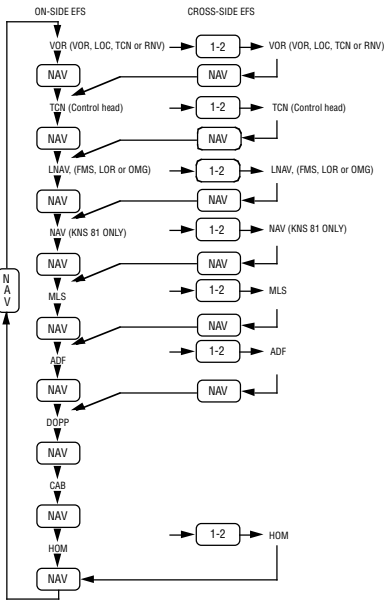 ON-SIDE EFS CROSS-SIDE EFS
VOR (VOR, LOC, TCN or RNV) 1-2 VOR (VOR, LOC, TCN or RNV)
NAV NAV
TCN (Control head) 1-2 TCN (Control head)
NAV NAV
LNAV, (FMS, LOR or OMG) 1-2 LNAV, (FMS, LOR or OMG)
NAV NAV
NAV (KNS 81 ONLY) 1-2 NAV (KNS 81 ONLY)
NAV NAV
NAV
MLS 1-2 MLS
NAV NAV
ADF 1-2 ADF
NAV NAV
DOPP
NAV
CAB
NAV
HOM 1-2 HOM
NAV